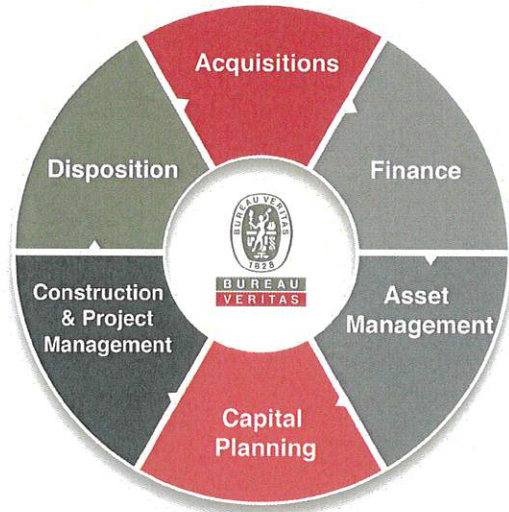 Acquisitions
Finance
Asset
Management
Capital
Planning
Construction
& Project
Management
Disposition
BUREAU VERITAS
1828
BUREAU
VERITAS